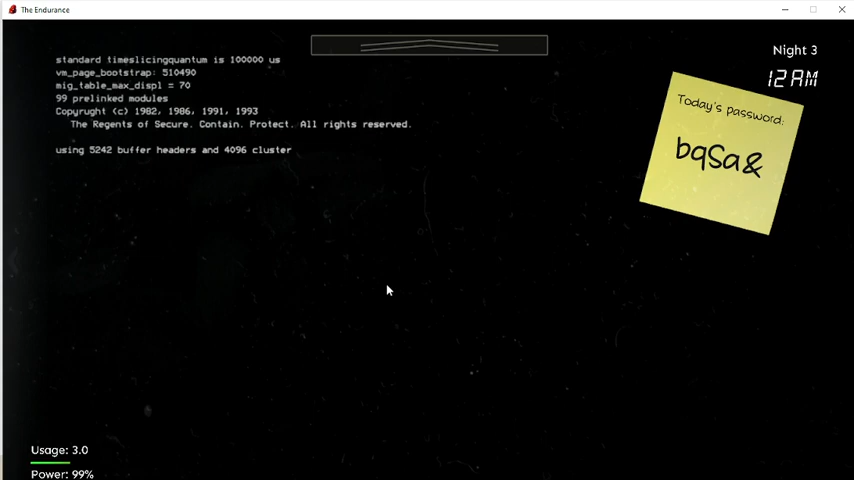 The Endurance
standard timeslicingquantum is 100000 us
vm_page_bootstrap: 510490
mig_table_max_displ = 70
99 prelinked modules
Copyright (c) 1982, 1986, 1991, 1993
The Regents of Secure. Contain. Protect. All rights reserved.
using 5242 buffer headers and 4096 cluster
Night 3
12 AM
Today's password:
bqSa&
Usage: 3.0
Power: 99%